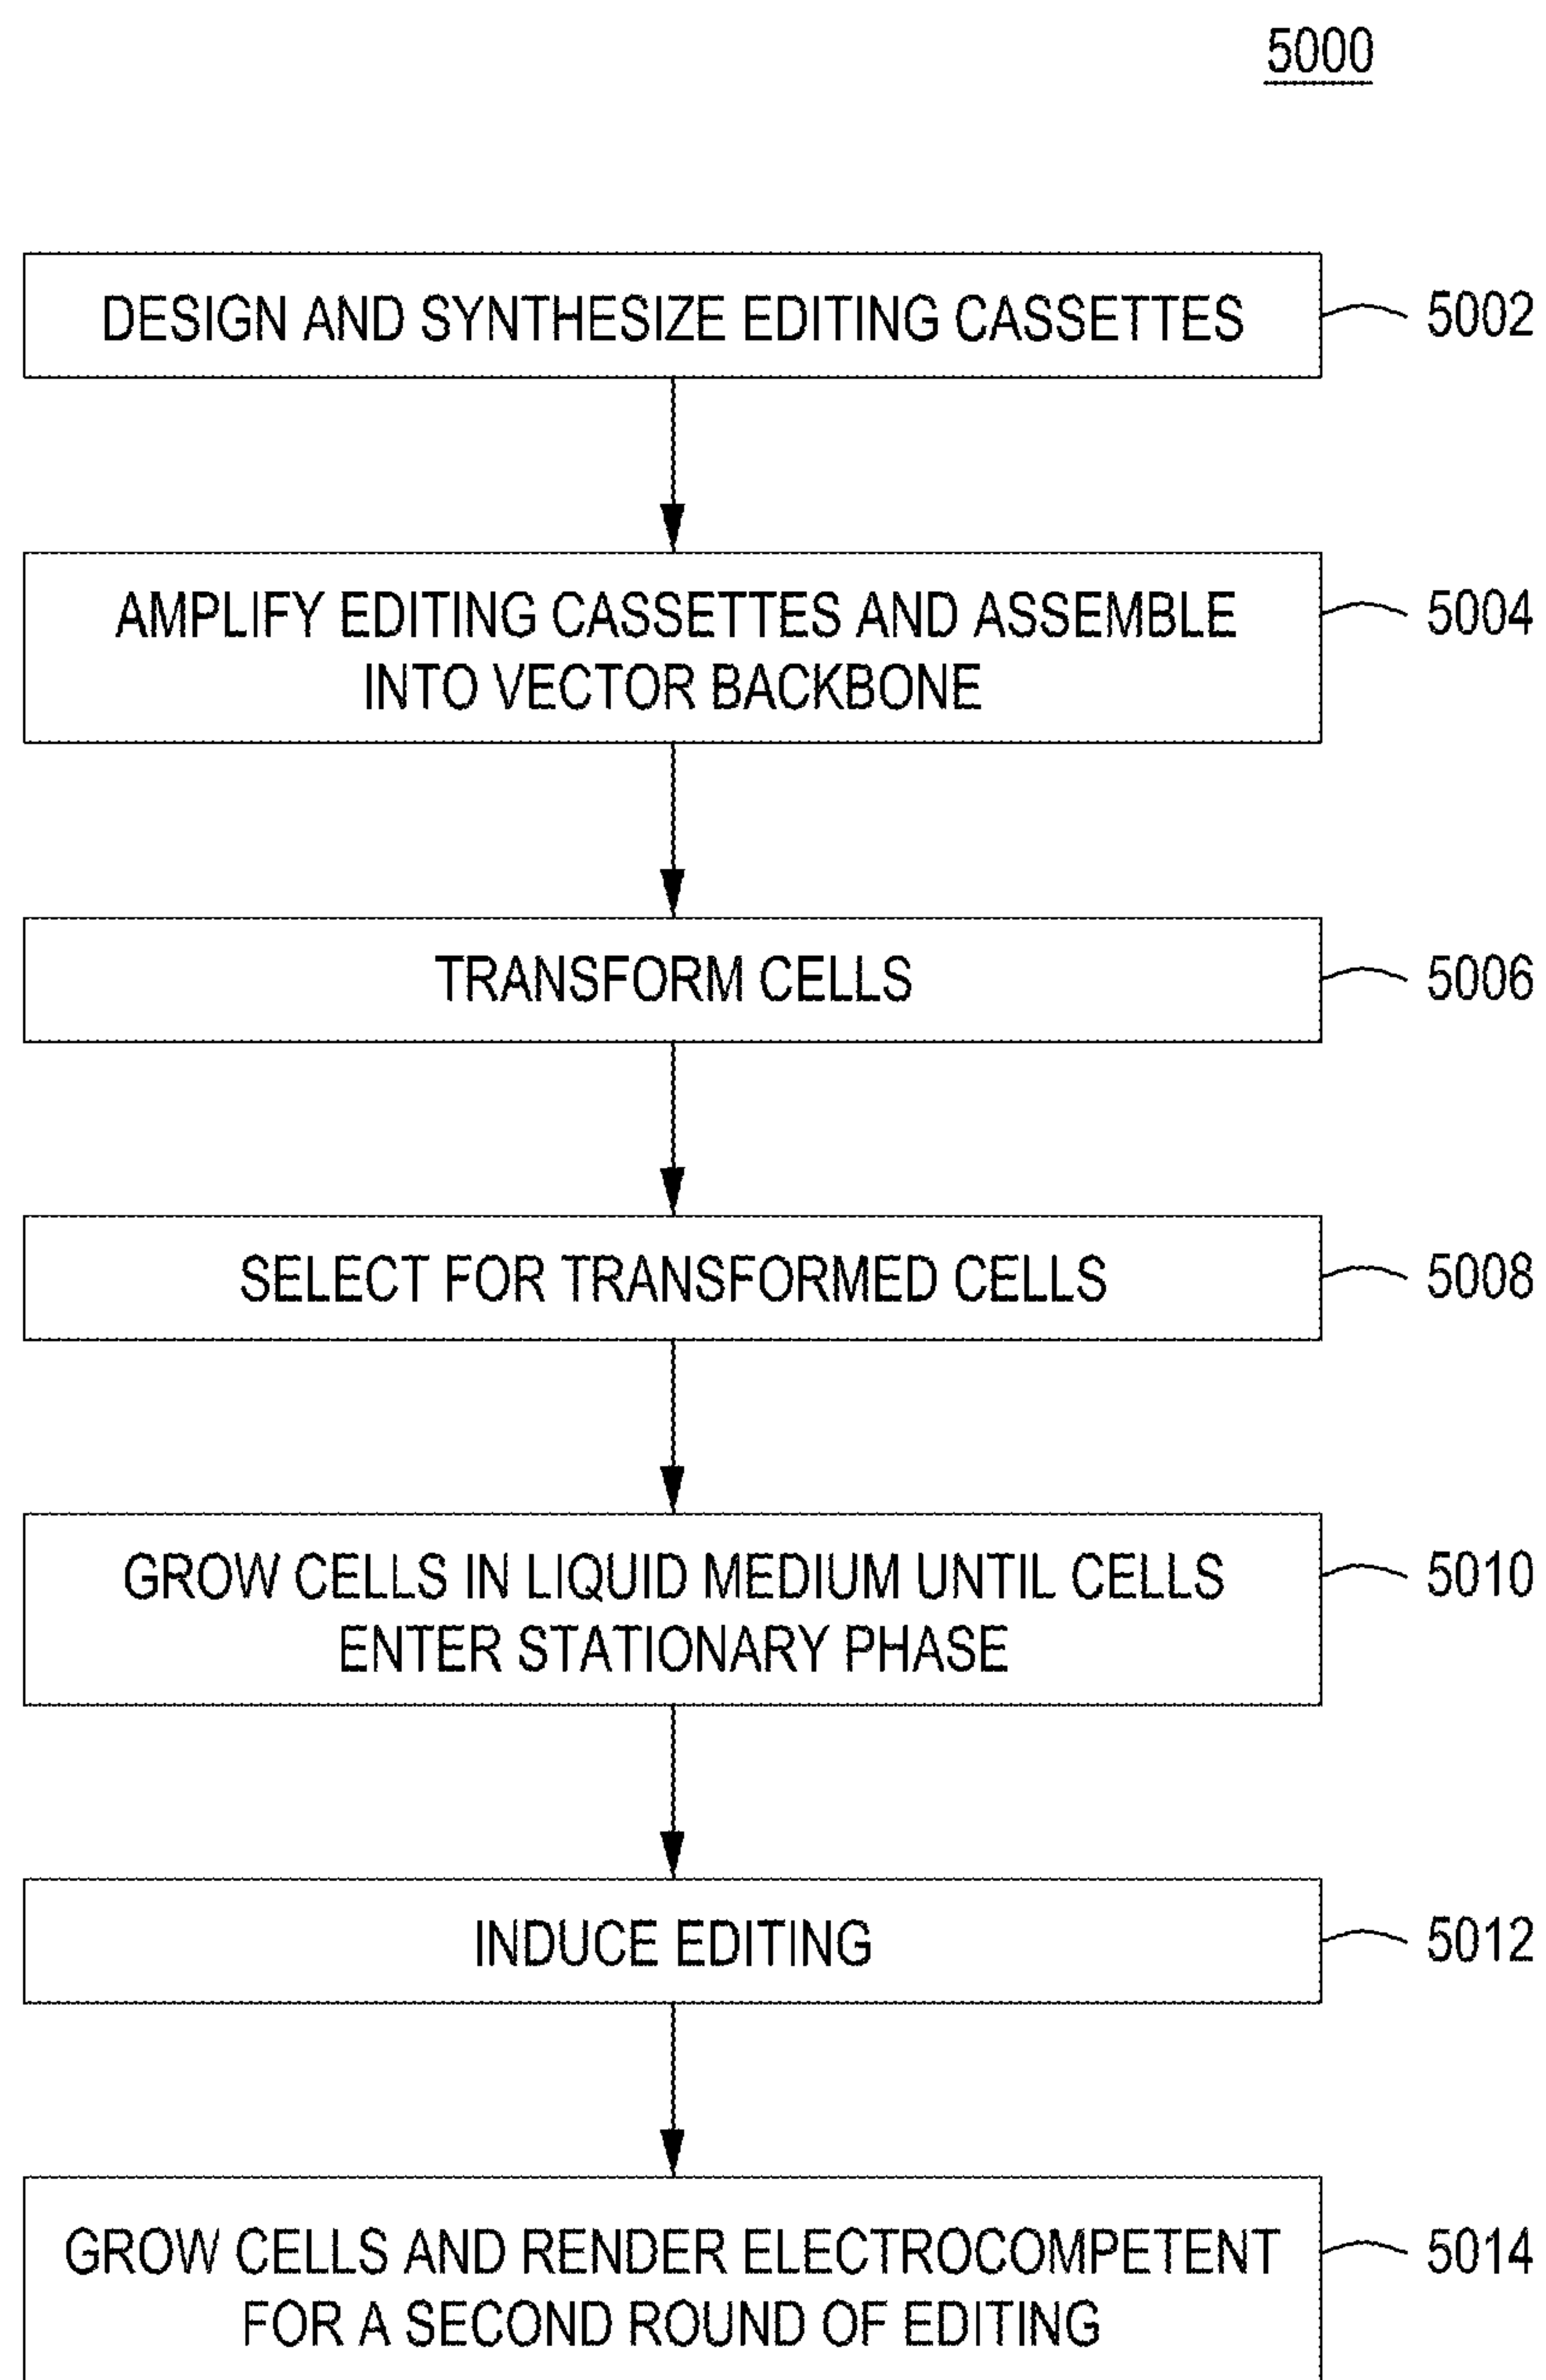 5000
DESIGN AND SYNTHESIZE EDITING CASSETTES
5002
AMPLIFY EDITING CASSETTES AND ASSEMBLE
INTO VECTOR BACKBONE
5004
TRANSFORM CELLS
5006
SELECT FOR TRANSFORMED CELLS
5008
GROW CELLS IN LIQUID MEDIUM UNTIL CELLS
ENTER STATIONARY PHASE
5010
INDUCE EDITING
5012
GROW CELLS AND RENDER ELECTROCOMPETENT
FOR A SECOND ROUND OF EDITING
5014